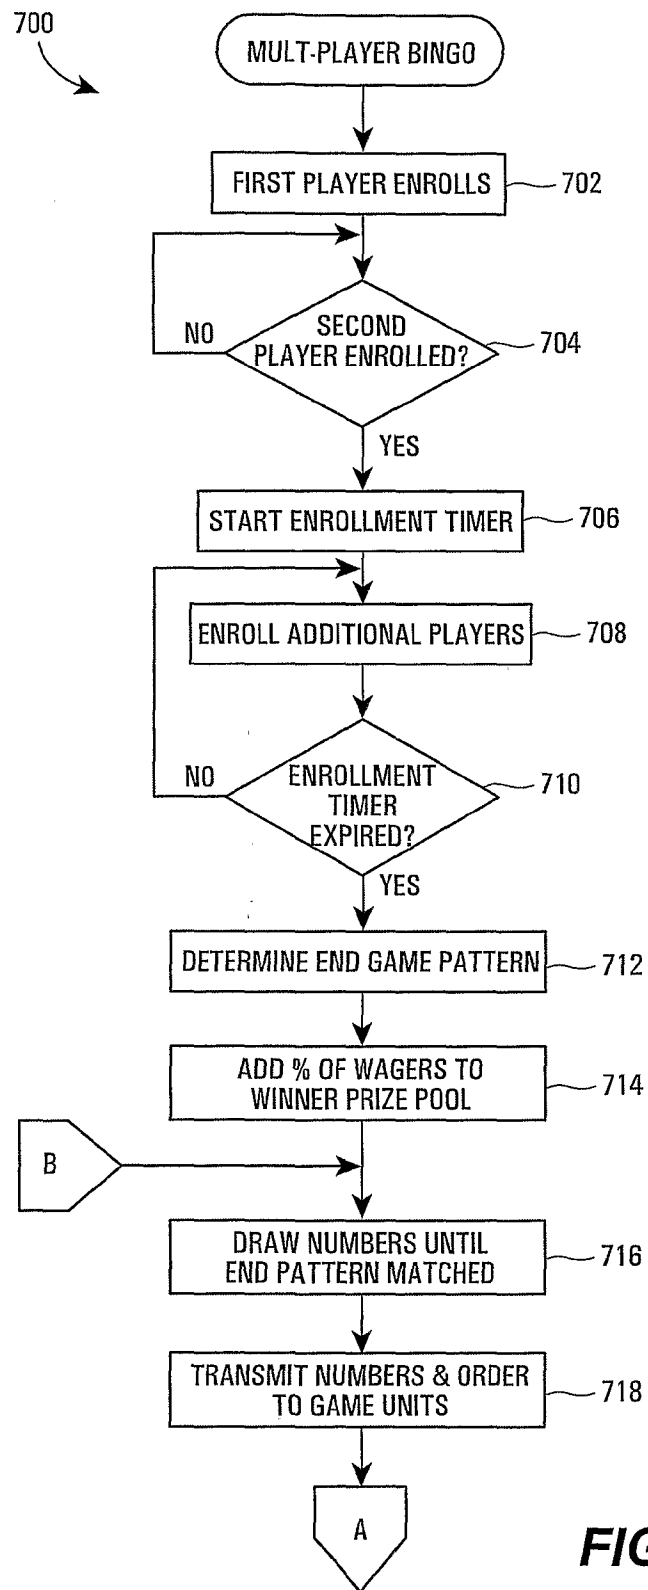 700
MULT-PLAYER BINGO
FIRST PLAYER ENROLLS
702
SECOND
PLAYER ENROLLED?
704
NO
YES
START ENROLLMENT TIMER
706
ENROLL ADDITIONAL PLAYERS
708
ENROLLMENT
TIMER
EXPIRED?
710
NO
YES
DETERMINE END GAME PATTERN
712
ADD % OF WAGERS TO
WINNER PRIZE POOL
714
B
DRAW NUMBERS UNTIL
END PATTERN MATCHED
716
TRANSMIT NUMBERS & ORDER
TO GAME UNITS
718
A
FIG